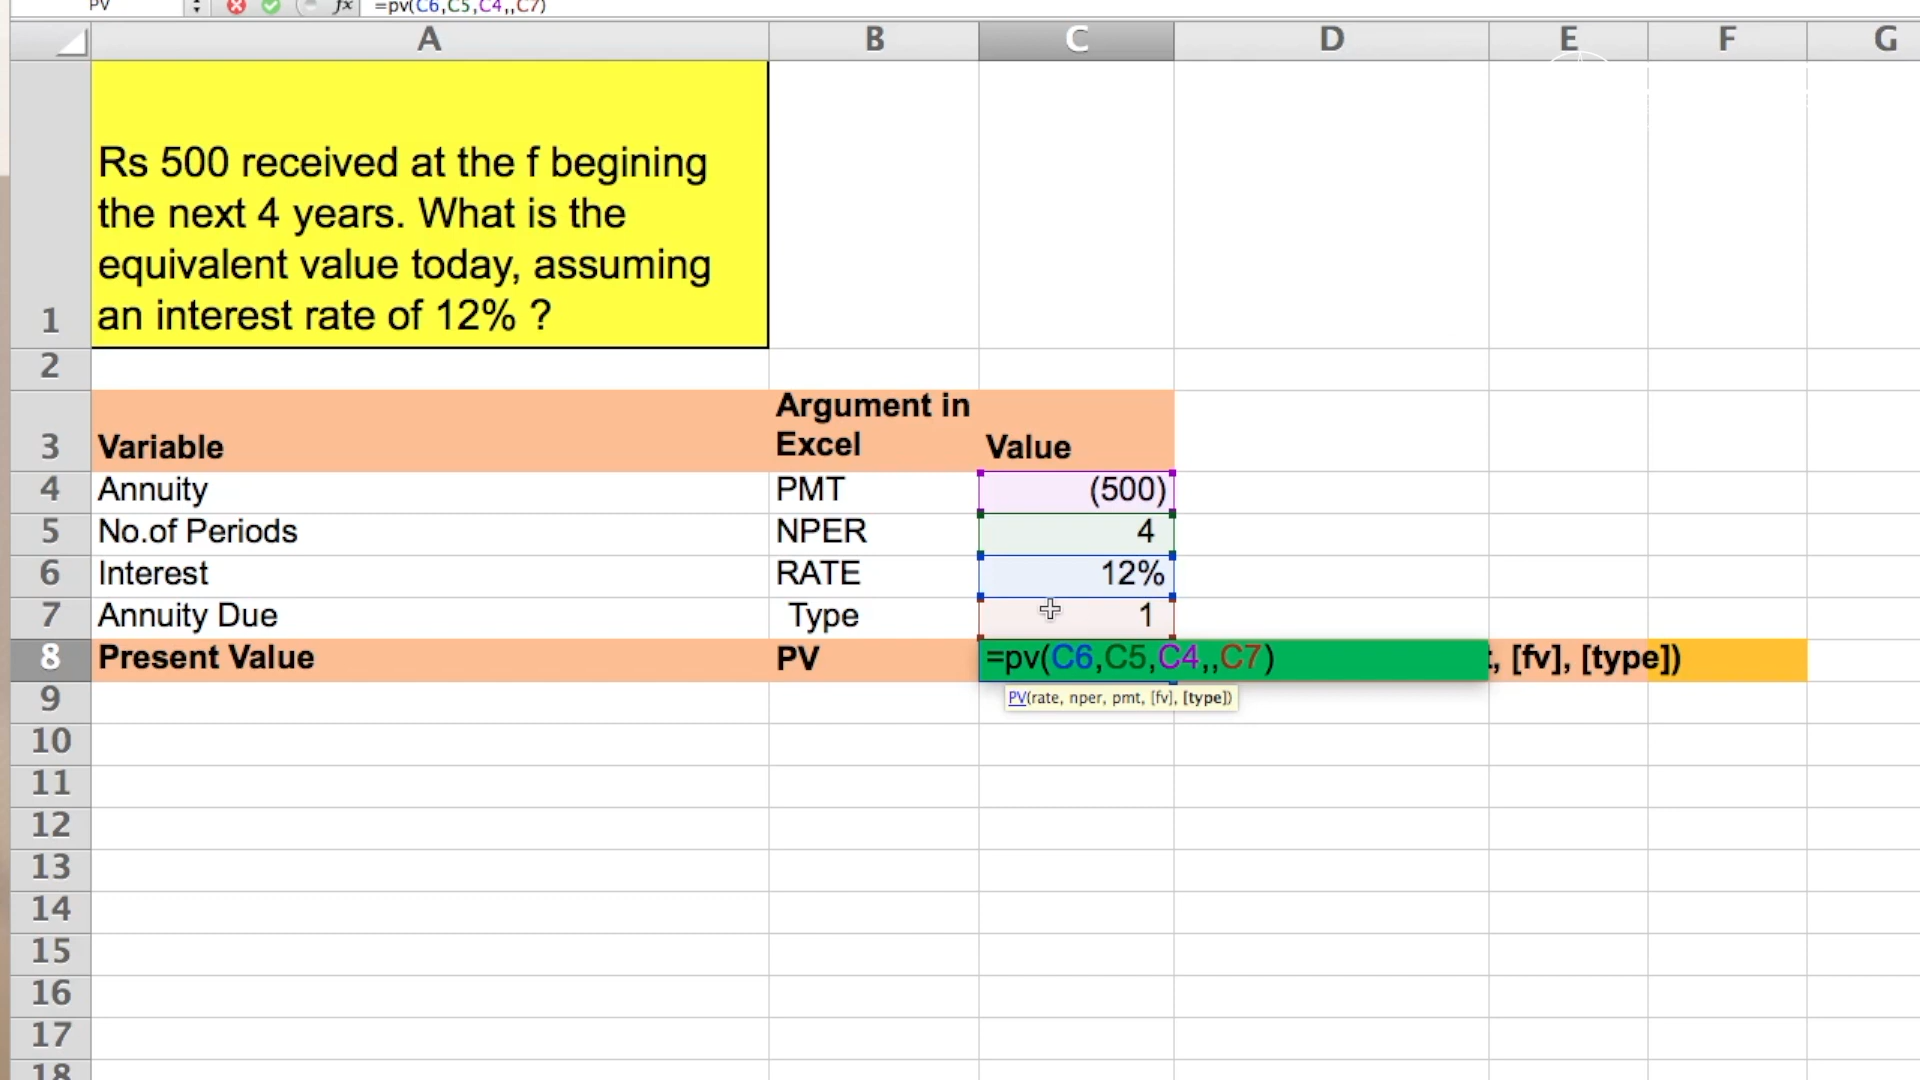 PV fx =pv(C6,C5,C4,,C7)
A B C D E F G
Rs 500 received at the f begining
the next 4 years. What is the
equivalent value today, assuming
1 an interest rate of 12% ?
2
Argument in
Excel
3 Variable Value
4 Annuity PMT (500)
5 No.of Periods NPER 4
6 Interest RATE 12%
7 Annuity Due Type 1
8 Present Value PV =pv(C6,C5,C4,,C7) , [fv], [type])
9 PV(rate, nper, pmt, [fv], [type])
10
11
12
13
14
15
16
17
18